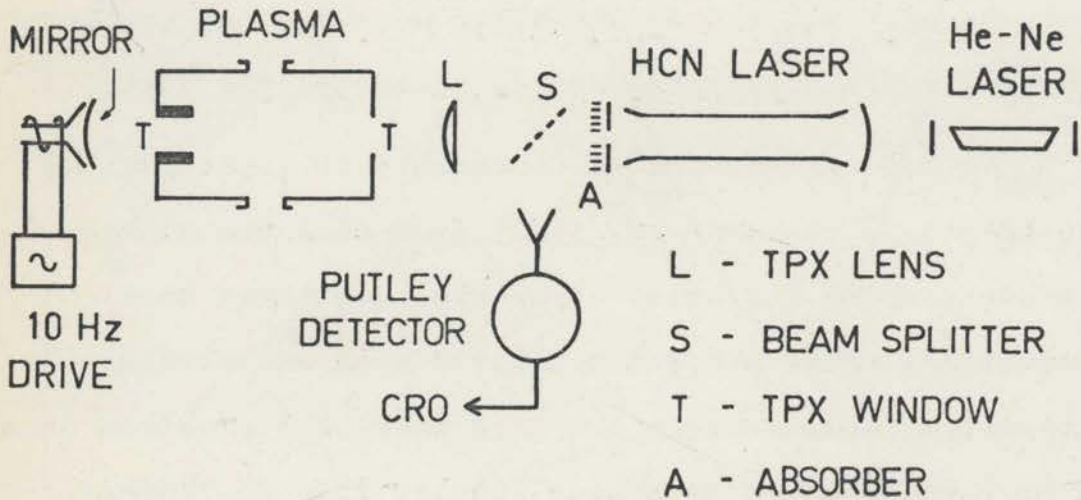 MIRROR
PLASMA
L
S
HCN LASER
He-Ne
LASER
T
T
A
~
10 Hz
DRIVE
PUTLEY
DETECTOR
CRO
L - TPX LENS
S - BEAM SPLITTER
T - TPX WINDOW
A - ABSORBER